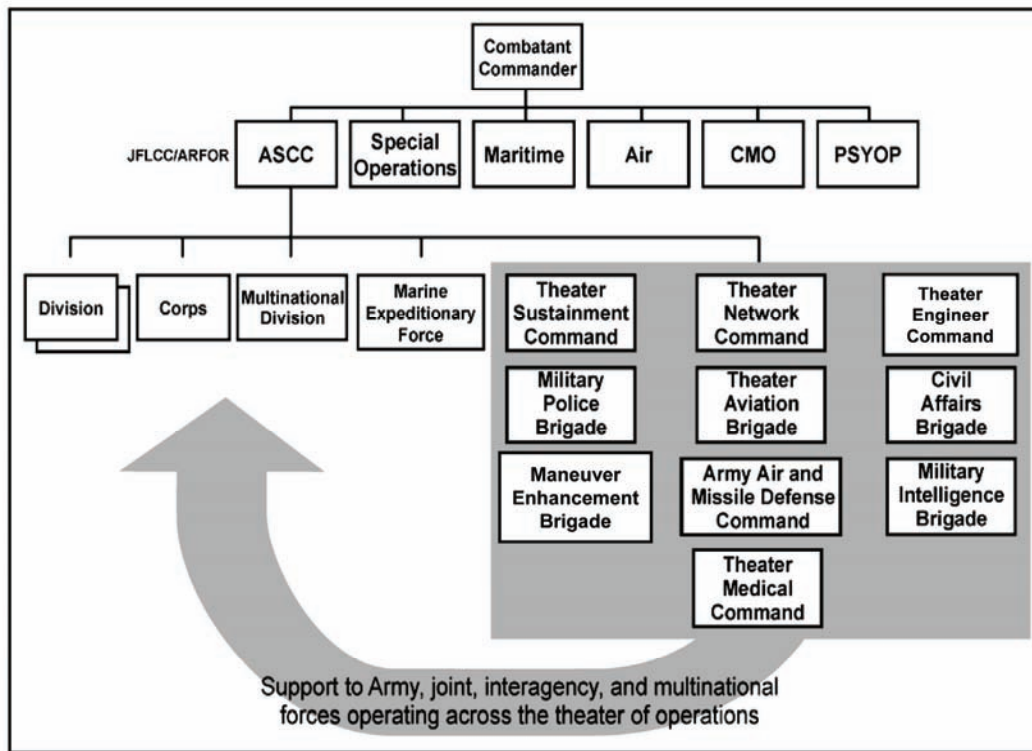 Combatant
Commander
JFLCC/ARFOR
ASCC
Special
Operations
Maritime
Air
CMO
PSYOP
Division
Corps
Multinational
Division
Marine
Expeditionary
Force
Theater
Sustainment
Command
Theater
Network
Command
Theater
Engineer
Command
Military
Police
Brigade
Theater
Aviation
Brigade
Civil
Affairs
Brigade
Maneuver
Enhancement
Brigade
Army Air and
Missile Defense
Command
Military
Intelligence
Brigade
Theater
Medical
Command
Support to Army, joint, interagency, and multinational
forces operating across the theater of operations